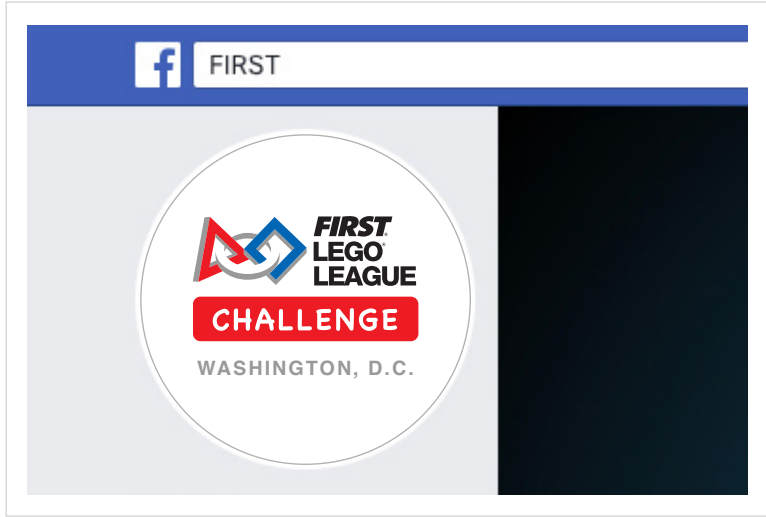 FIRST
FIRST®
LEGO®
LEAGUE
CHALLENGE
WASHINGTON, D.C.